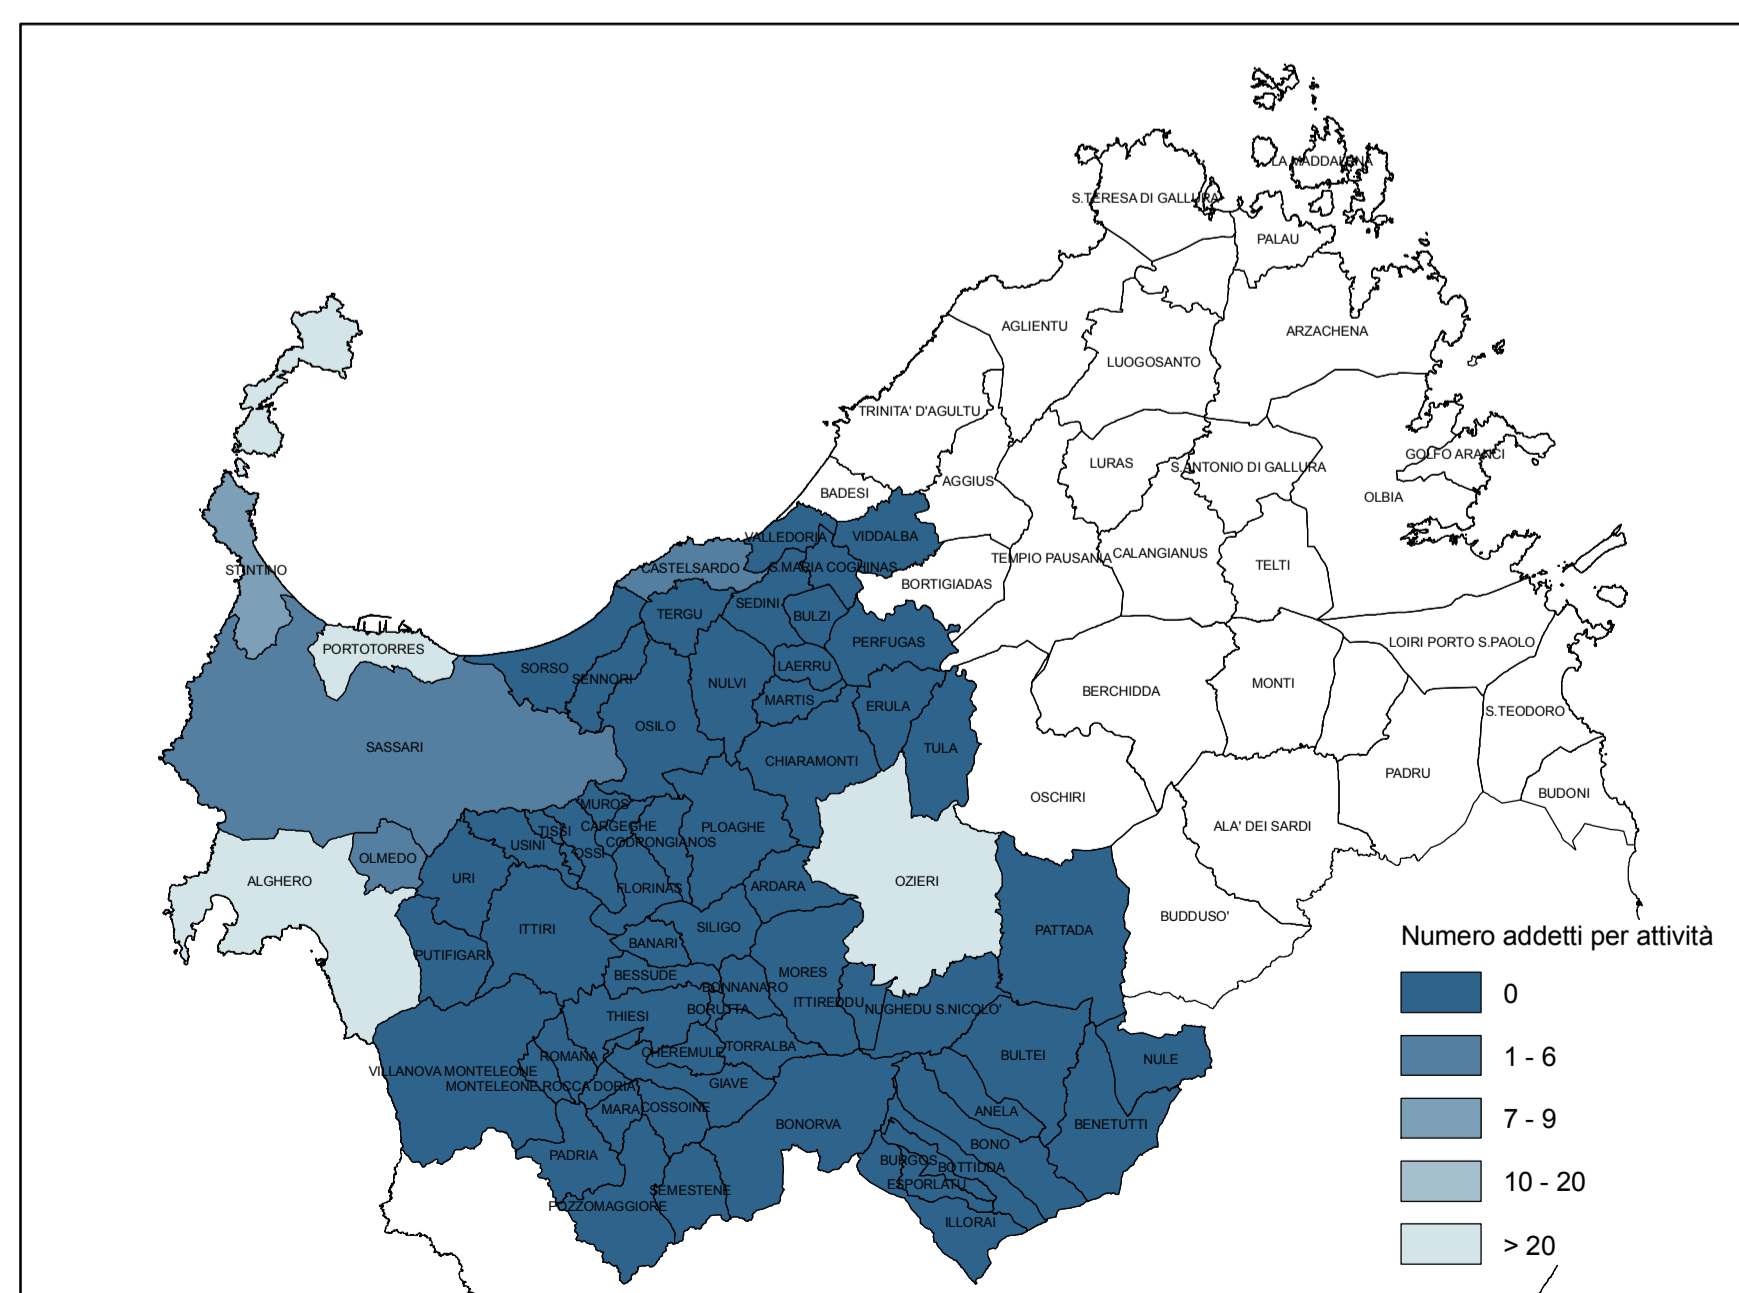 LA MADDALENA
S.TERESA DI GALLURA
PALAU
AGLIENTU
ARZACHENA
LUOGOSANTO
TRINITA' D'AGULTU
GOLFO ARANCI
LURAS
S.ANTONIO DI GALLURA
AGGIUS
BADESI
OLBIA
VALLEDORIA
VIDDALBA
TEMPIO PAUSANIA
CALANGIANUS
TELTI
STINTINO
CASTELSARDO
S.MARIA COGHINAS
BORTIGIADAS
SEDINI
TERGU
BULZI
PERFUGAS
LOIRI PORTO S.PAOLO
PORTOTORRES
SORSO
SENNORI
NULVI
LAERRU
BERCHIDDA
MONTI
MARTIS
ERULA
S.TEODORO
OSILO
SASSARI
TULA
CHIARAMONTI
PADRU
BUDONI
OSCHIRI
MUROS
TISSI
CARGEGHE
PLOAGHE
ALA' DEI SARDI
USINI
OSSI
CODRONGIANOS
OLMEDO
ALGHERO
URI
FLORINAS
ARDARA
OZIERI
BUDDUSO'
ITTIRI
SILIGO
PATTADA
BANARI
PUTIFIGARI
BESSUDE
MORES
BONNANARO
ITTIREDDU
NUGHEDU S.NICOLO'
THIESI
BORUTTA
CHEREMULE
TORRALBA
ROMANA
BULTEI
NULE
VILLANOVA MONTELEONE
MONTELEONE ROCCA DORIA
GIAVE
MARA
COSSOINE
ANELA
BONORVA
BENETUTTI
BONO
PADRIA
BURGOS
BOTTIDDA
ESPORLATU
SEMESTENE
POZZOMAGGIORE
ILLORAI
Numero addetti per attività
0
1 - 6
7 - 9
10 - 20
> 20